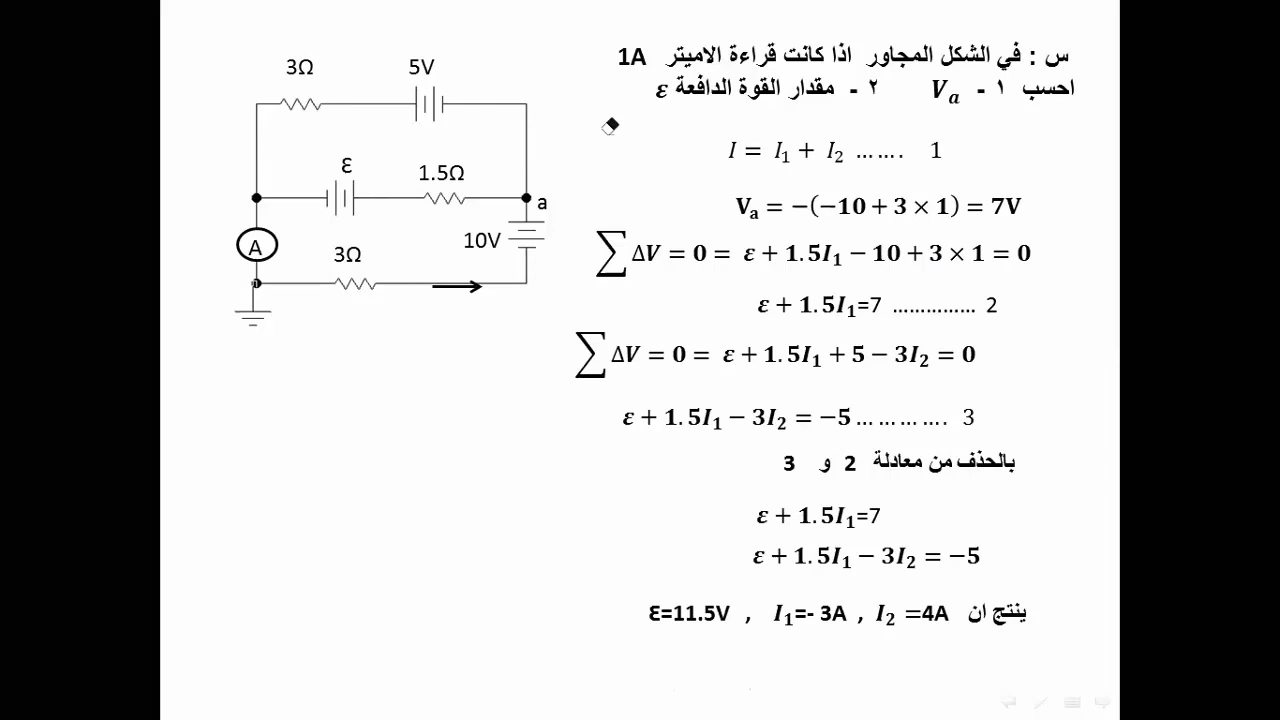 س : في الشكل المجاور اذا كانت قراءة الاميتر 1A
احسب ١ - Vₐ ٢ - مقدار القوة الدافعة ε
3Ω
5V
Ɛ
1.5Ω
a
A
3Ω
10V
I = I₁ + I₂ ……. 1
Vₐ = −(−10 + 3 × 1) = 7V
∑ ΔV = 0 = ε + 1.5I₁ − 10 + 3 × 1 = 0
ε + 1.5I₁=7 …………… 2
∑ ΔV = 0 = ε + 1.5I₁ + 5 − 3I₂ = 0
ε + 1.5I₁ − 3I₂ = −5 … … … …. 3
بالحذف من معادلة 2 و 3
ε + 1.5I₁=7
ε + 1.5I₁ − 3I₂ = −5
ينتج ان Ɛ=11.5V , I₁=- 3A , I₂ =4A